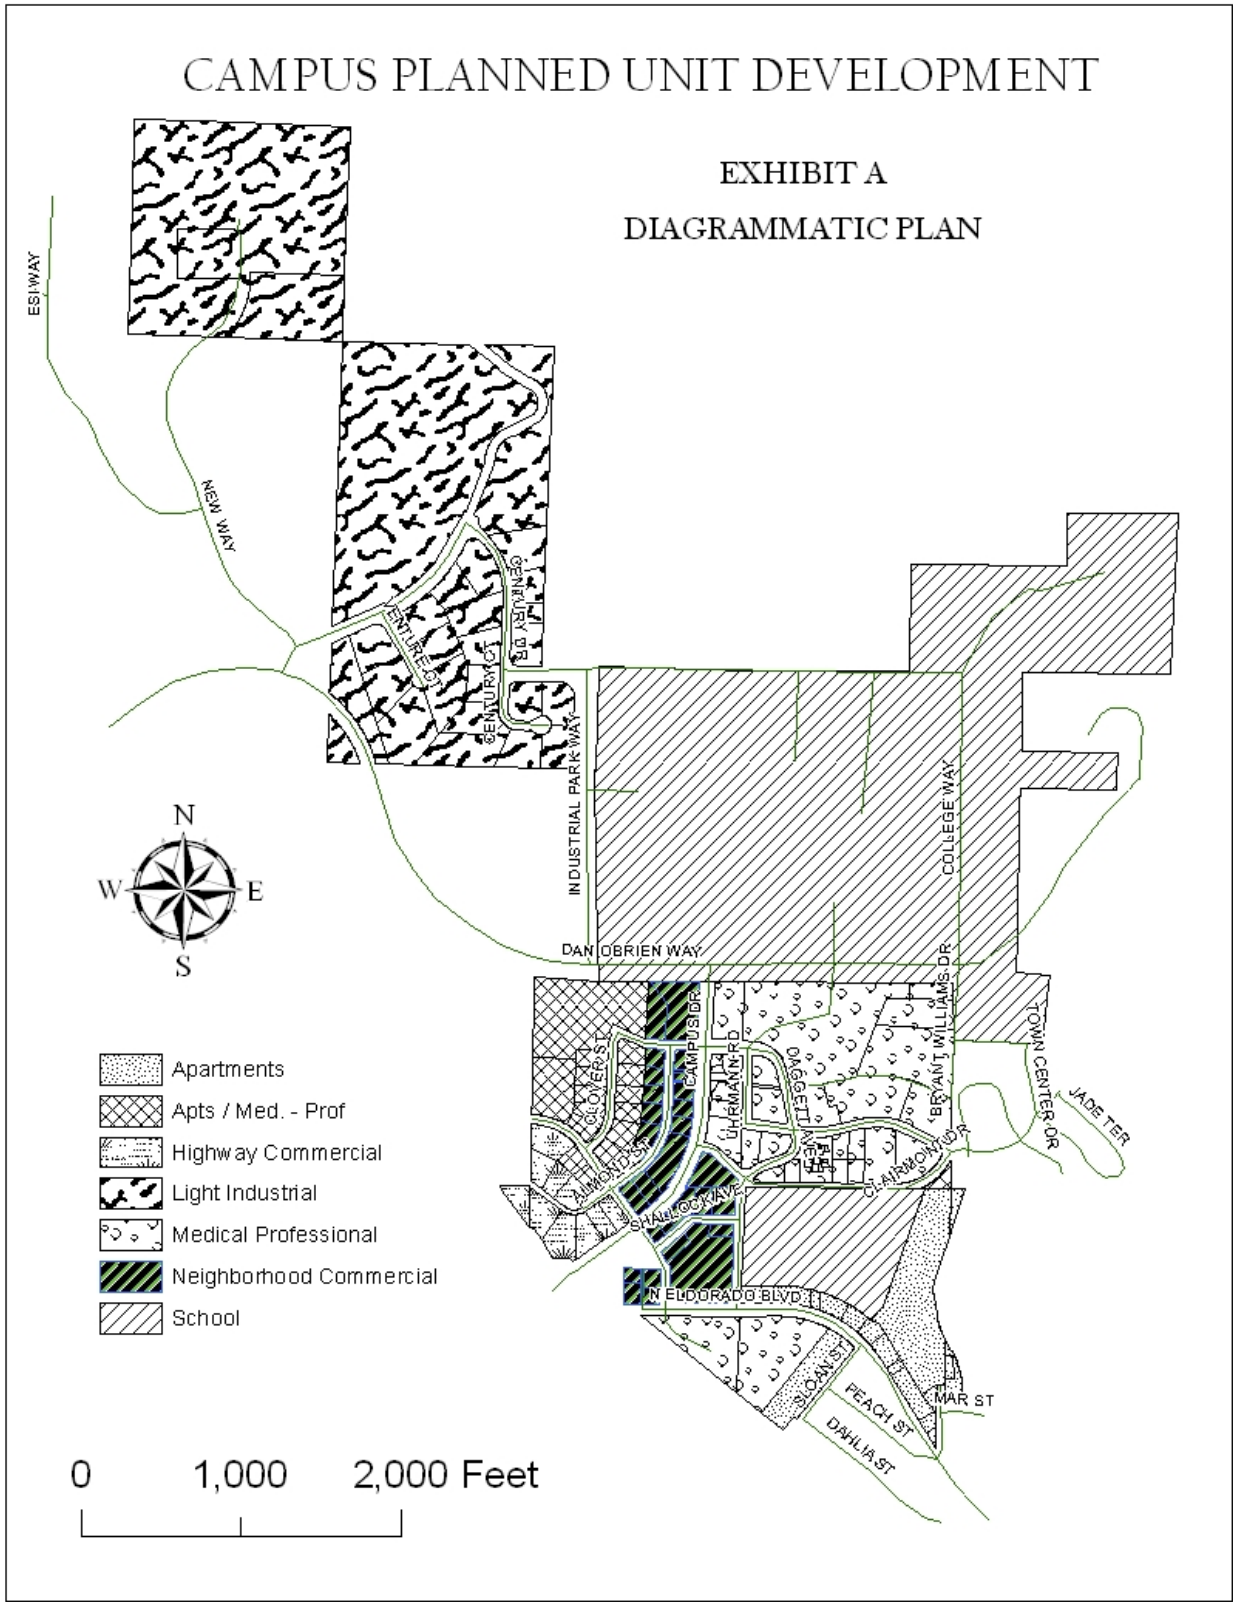 CAMPUS PLANNED UNIT DEVELOPMENT
EXHIBIT A
DIAGRAMMATIC PLAN
ESI WAY
NEW WAY
CENTURY DR
ENTURE CT
CENTURY CT
INDUSTRIAL PARK WAY
COLLEGE WAY
N
W
E
S
DAN OBRIEN WAY
CAMPUS DR
UHRMANN RD
DAGGETT AVE
BRYANT WILLIAMS DR
TOWN CENTER DR
JADE TER
CLOVER ST
ALMOND ST
SHALLOCK AVE
CLAIRMONT DR
N ELDORADO BLVD
SLOAN ST
PEACH ST
DAHLIA ST
MAR ST
Apartments
Apts / Med. - Prof
Highway Commercial
Light Industrial
Medical Professional
Neighborhood Commercial
School
0 1,000 2,000 Feet